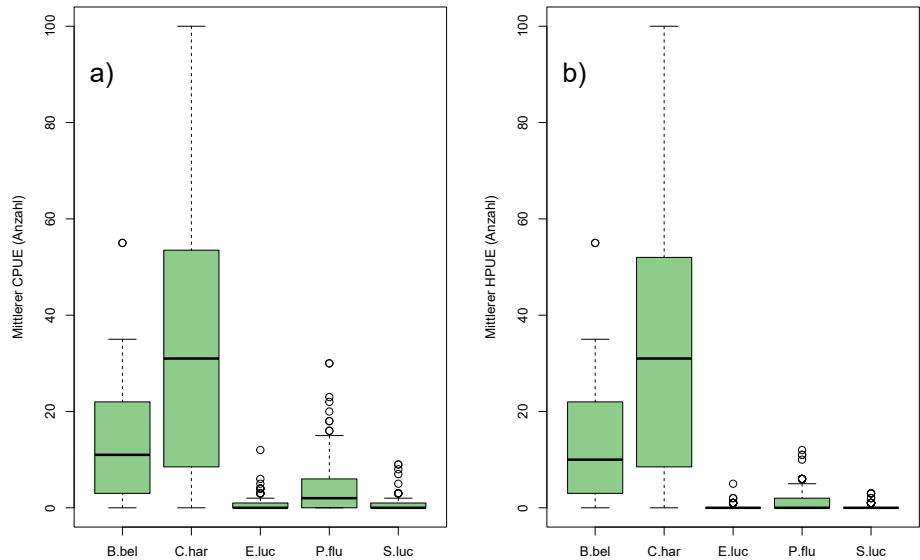 a)
Mittlerer CPUE (Anzahl)
100
80
60
40
20
0
B.bel C.har E.luc P.flu S.luc
b)
Mittlerer HPUE (Anzahl)
100
80
60
40
20
0
B.bel C.har E.luc P.flu S.luc